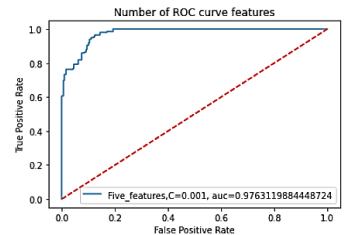 Number of ROC curve features
1.0
0.8
0.6
0.4
0.2
0.0
True Positive Rate
Five_features,C=0.001, auc=0.9763119884448724
0.0 0.2 0.4 0.6 0.8 1.0
False Positive Rate